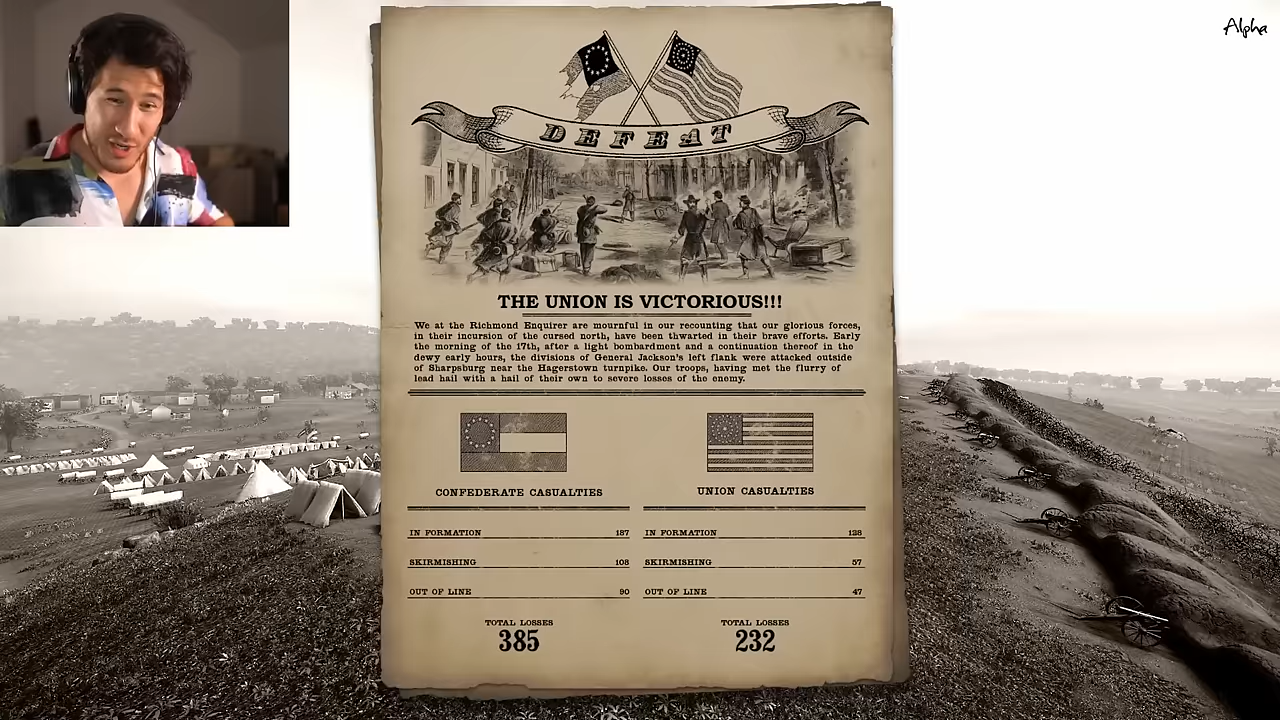 Alpha
DEFEAT
THE UNION IS VICTORIOUS!!!
We at the Richmond Enquirer are mournful in our recounting that our glorious forces,
in their incursion of the cursed north, have been thwarted in their brave efforts. Early
the morning of the 17th, after a light bombardment and a continuation thereof in the
dewy early hours, the divisions of General Jackson's left flank were attacked outside
of Sharpsburg near the Hagerstown turnpike. Our troops, having met the flurry of
lead hail with a hail of their own to severe losses of the enemy.
CONFEDERATE CASUALTIES
IN FORMATION 187
SKIRMISHING 108
OUT OF LINE 90
TOTAL LOSSES
385
UNION CASUALTIES
IN FORMATION 128
SKIRMISHING 57
OUT OF LINE 47
TOTAL LOSSES
232